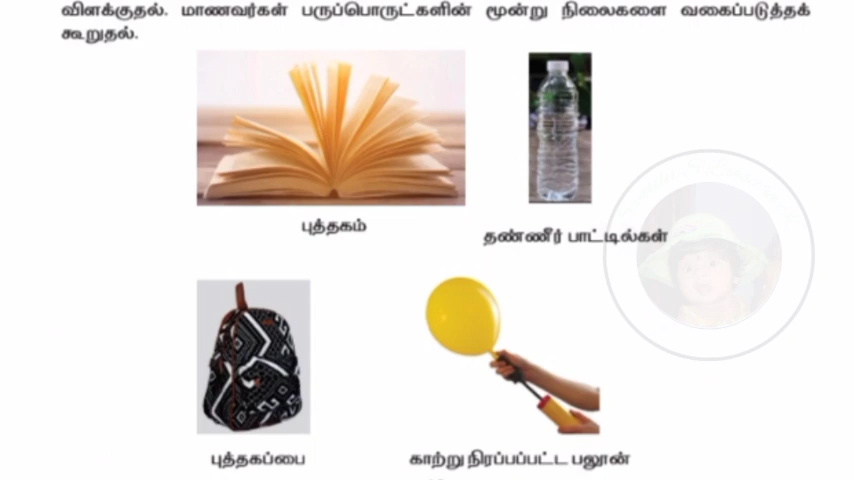 விளக்குதல். மாணவர்கள் பருப்பொருட்களின் மூன்று நிலைகளை வகைப்படுத்தக்
கூறுதல்.
புத்தகம்
தண்ணீர் பாட்டில்கள்
புத்தகப்பை
காற்று நிரப்பப்பட்ட பலூன்